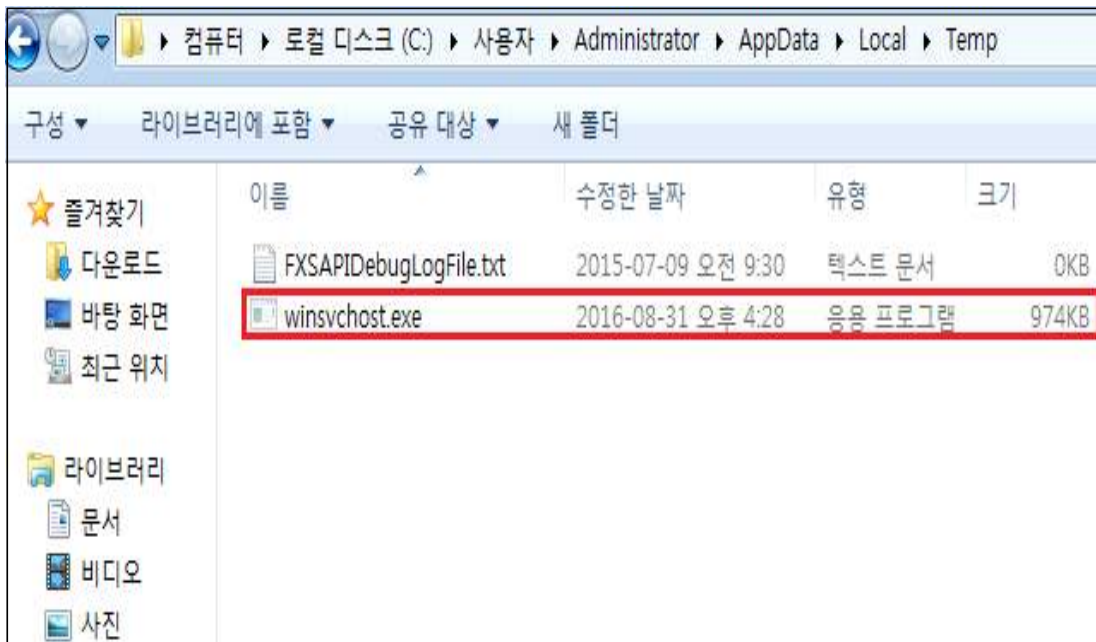 컴퓨터 ▸ 로컬 디스크 (C:) ▸ 사용자 ▸ Administrator ▸ AppData ▸ Local ▸ Temp
구성 ▼ 라이브러리에 포함 ▼ 공유 대상 ▼ 새 폴더
이름 수정한 날짜 유형 크기
즐겨찾기
다운로드
바탕 화면
최근 위치
라이브러리
문서
비디오
사진
FXSAPIDebugLogFile.txt 2015-07-09 오전 9:30 텍스트 문서 0KB
winsvchost.exe 2016-08-31 오후 4:28 응용 프로그램 974KB